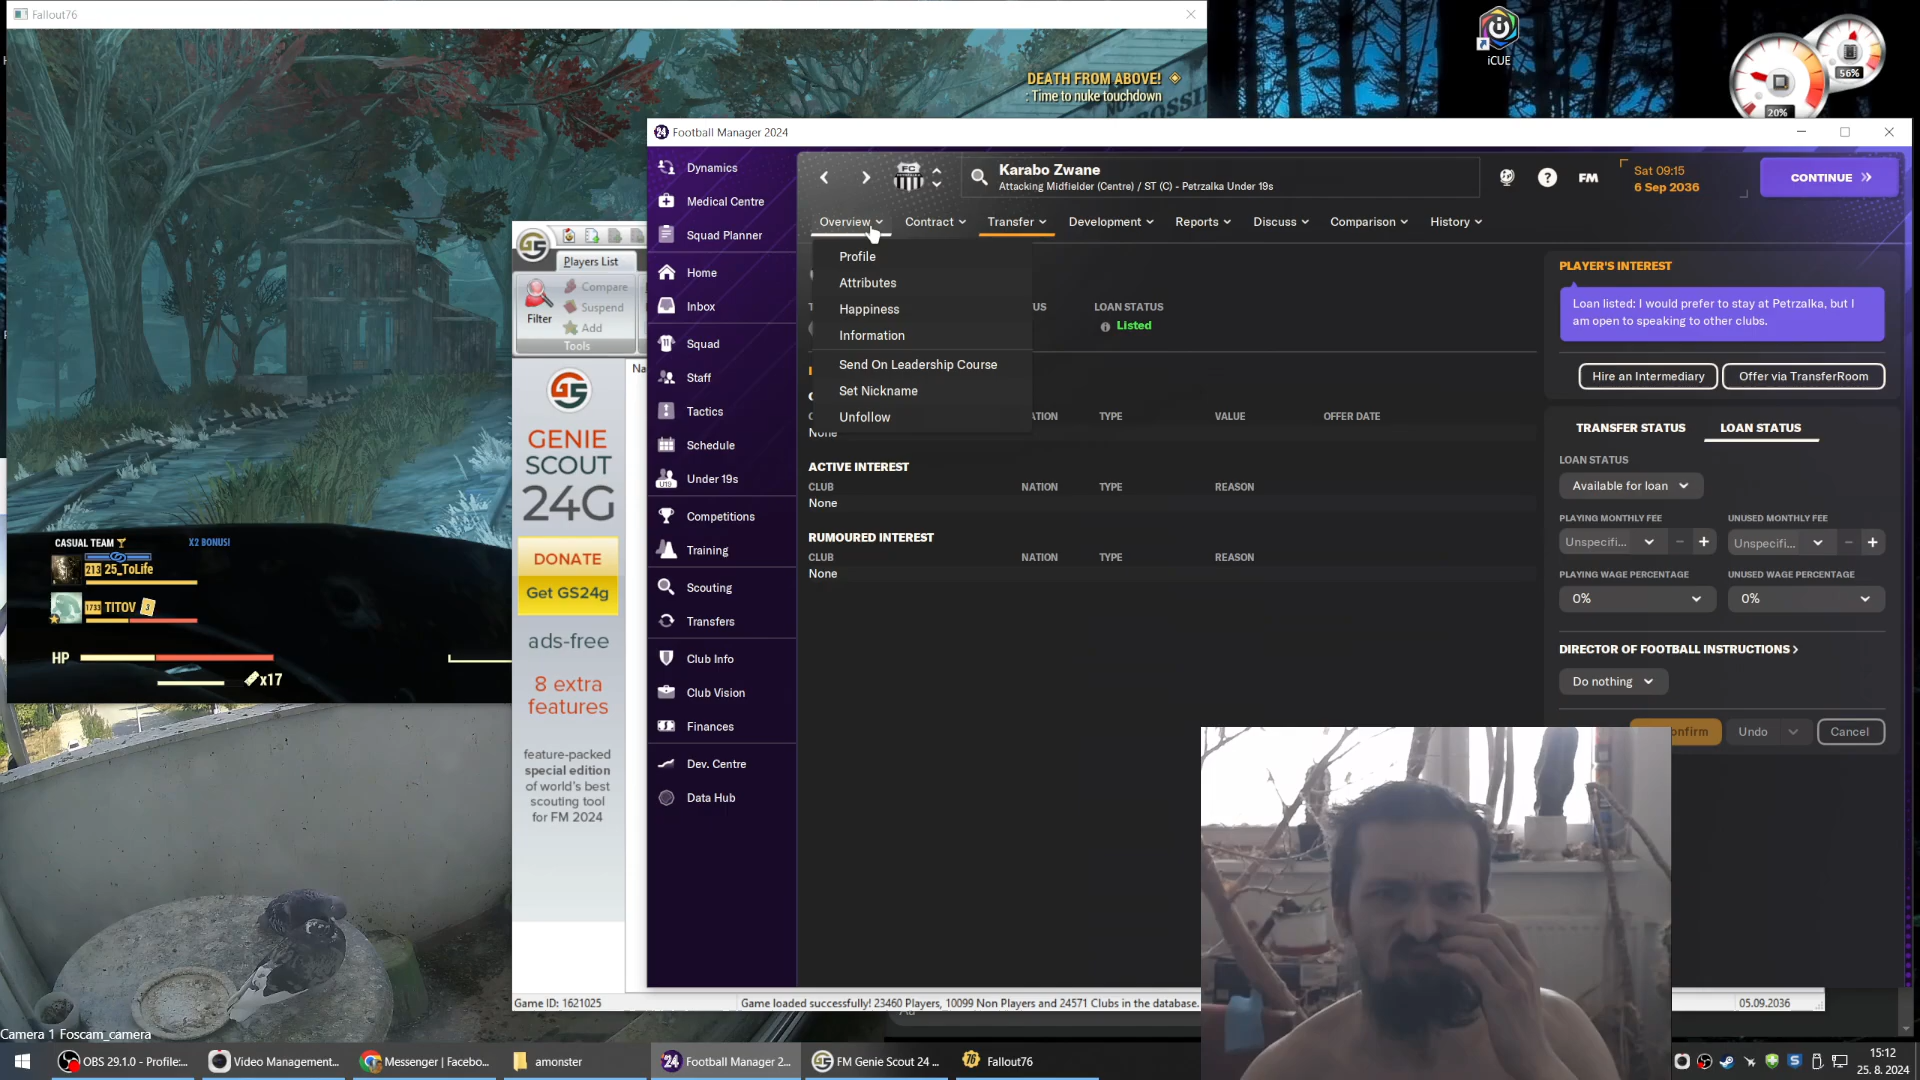 Fallout76
DEATH FROM ABOVE!
: Time to nuke touchdown
iCUE
56%
20%
Football Manager 2024
Dynamics
Medical Centre
Squad Planner
Home
Inbox
Squad
Staff
Tactics
Schedule
Under 19s
Competitions
Training
Scouting
Transfers
Club Info
Club Vision
Finances
Dev. Centre
Data Hub
Karabo Zwane
Attacking Midfielder (Centre) / ST (C) - Petrzalka Under 19s
FM
Sat 09:15
6 Sep 2036
CONTINUE
Overview
Contract
Transfer
Development
Reports
Discuss
Comparison
History
Profile
Attributes
Happiness
Information
Send On Leadership Course
Set Nickname
Unfollow
LOAN STATUS
Listed
TYPE
VALUE
OFFER DATE
None
ACTIVE INTEREST
CLUB NATION TYPE REASON
None
RUMOURED INTEREST
CLUB NATION TYPE REASON
None
PLAYER'S INTEREST
Loan listed: I would prefer to stay at Petrzalka, but I
am open to speaking to other clubs.
Hire an Intermediary
Offer via TransferRoom
TRANSFER STATUS
LOAN STATUS
LOAN STATUS
Available for loan
PLAYING MONTHLY FEE
UNUSED MONTHLY FEE
Unspecifi...
Unspecifi...
PLAYING WAGE PERCENTAGE
UNUSED WAGE PERCENTAGE
0%
0%
DIRECTOR OF FOOTBALL INSTRUCTIONS >
Do nothing
Undo
Cancel
Players List
Filter
Compare
Suspend
Add
Tools
GENIE
SCOUT
24G
DONATE
Get GS24g
ads-free
8 extra
features
feature-packed
special edition
of world's best
scouting tool
for FM 2024
Game ID: 1621025
Game loaded successfully! 23460 Players, 10099 Non Players and 24571 Clubs in the database.
05.09.2036
CASUAL TEAM
X2 BONUS!
213 25_ToLife
1733 TITOV 3
HP
x17
Camera 1 Foscam_camera
OBS 29.1.0 - Profile:...
Video Management...
Messenger | Facebo...
amonster
Football Manager 2...
FM Genie Scout 24 ...
Fallout76
15:12
25. 8. 2024